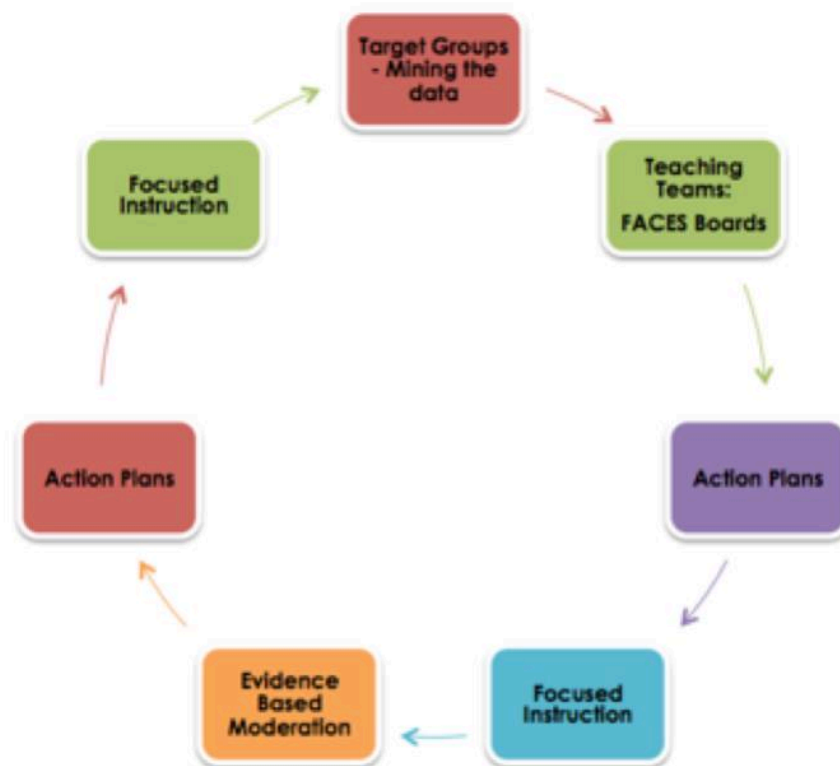 Target Groups
- Mining the
data
Teaching
Teams:
FACES Boards
Action Plans
Focused
Instruction
Evidence
Based
Moderation
Action Plans
Focused
Instruction